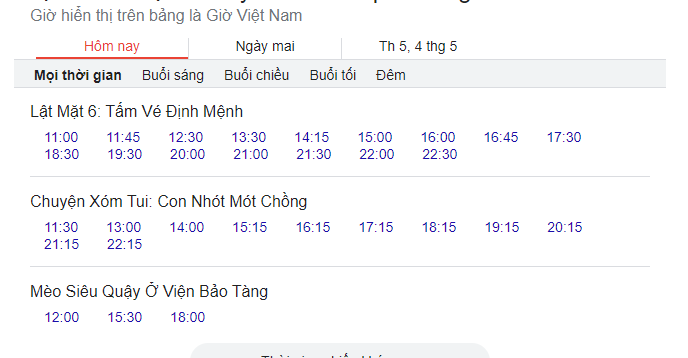 Giờ hiển thị trên bảng là Giờ Việt Nam
Hôm nay Ngày mai Th 5, 4 thg 5
Mọi thời gian Buổi sáng Buổi chiều Buổi tối Đêm
Lật Mặt 6: Tấm Vé Định Mệnh
11:00 11:45 12:30 13:30 14:15 15:00 16:00 16:45 17:30
18:30 19:30 20:00 21:00 21:30 22:00 22:30
Chuyện Xóm Tui: Con Nhót Mót Chồng
11:30 13:00 14:00 15:15 16:15 17:15 18:15 19:15 20:15
21:15 22:15
Mèo Siêu Quậy Ở Viện Bảo Tàng
12:00 15:30 18:00